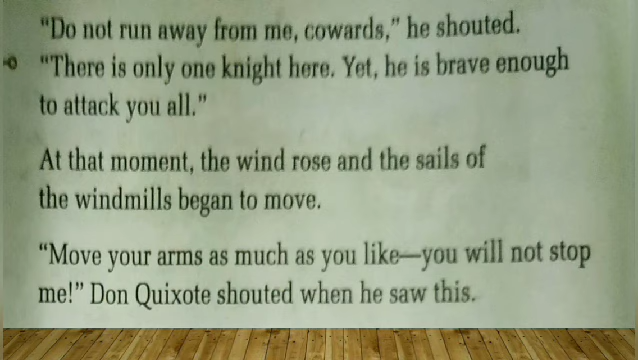 “Do not run away from me, cowards,” he shouted.
“There is only one knight here. Yet, he is brave enough
to attack you all.”
At that moment, the wind rose and the sails of
the windmills began to move.
“Move your arms as much as you like—you will not stop
me!” Don Quixote shouted when he saw this.